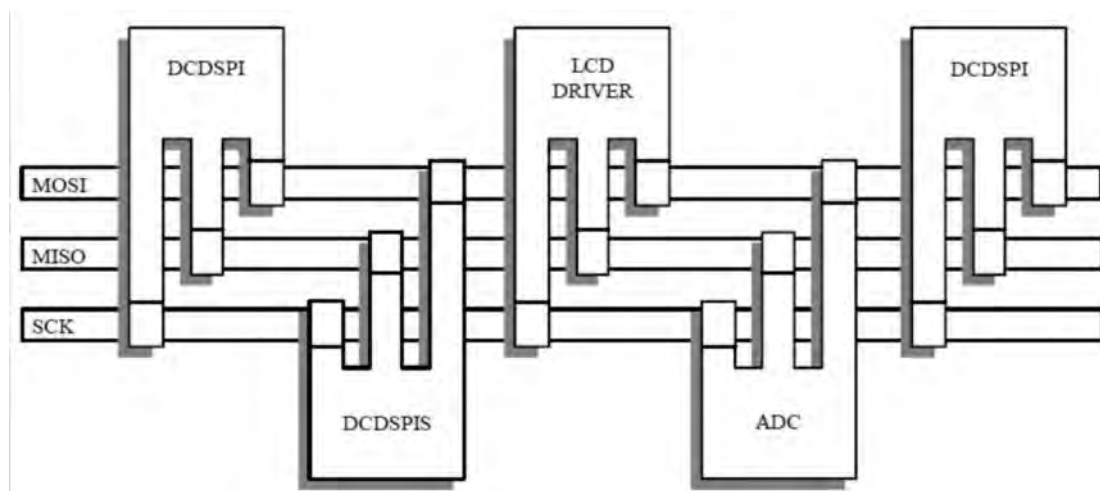 DCDSPI
LCD
DRIVER
DCDSPI
MOSI
MISO
SCK
DCDSPIS
ADC